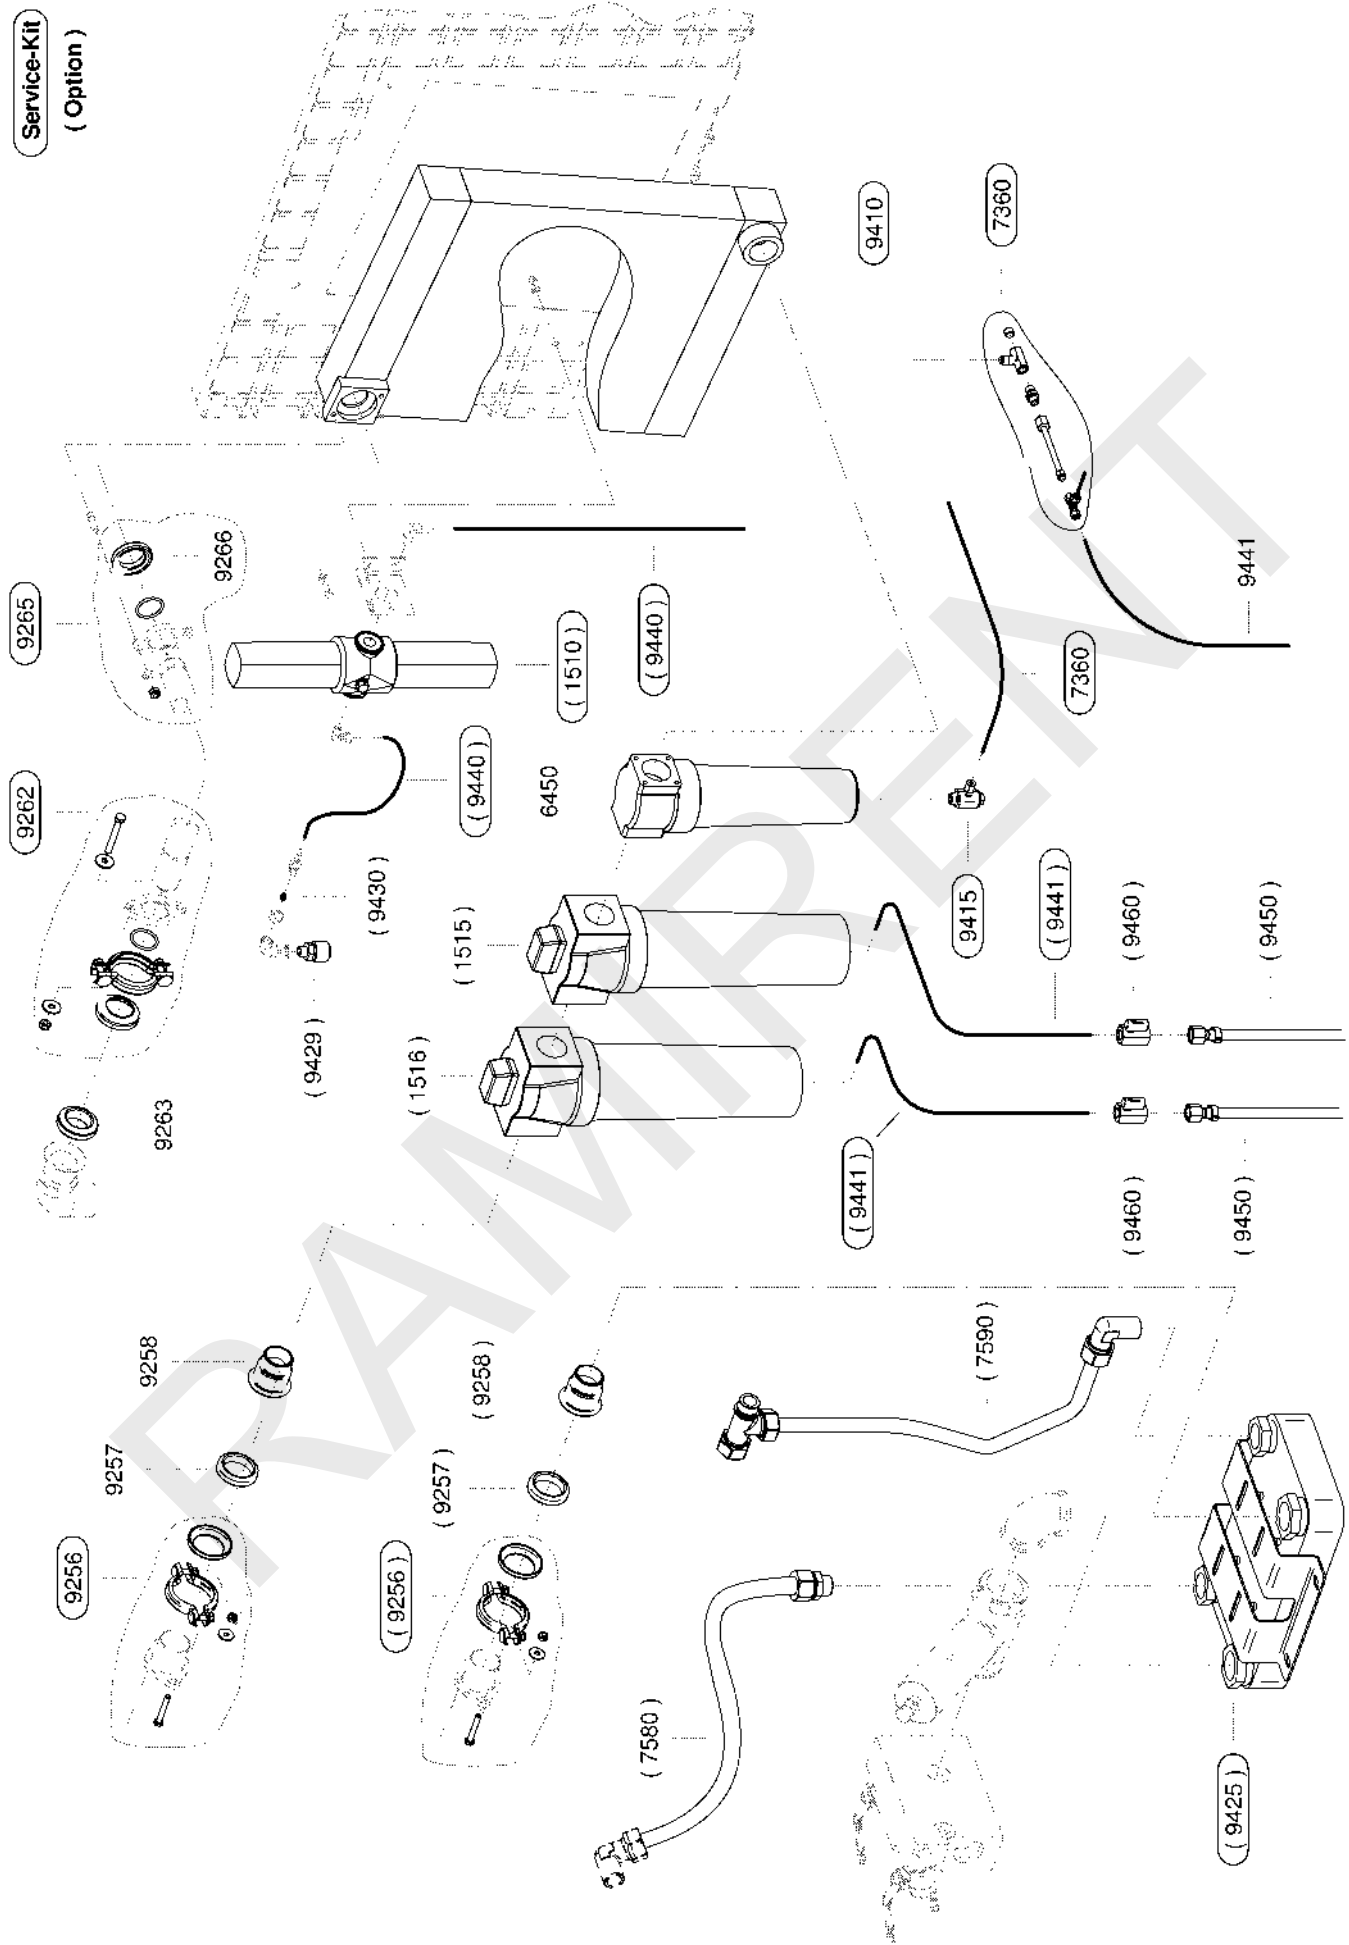 Service-Kit
( Option )
9265
9266
9262
9263
( 9429 )
( 9430 )
( 9440 )
( 1510 )
( 9440 )
6450
( 1515 )
( 1516 )
9410
7360
9441
7360
9415
( 9441 )
( 9460 )
( 9450 )
( 9441 )
( 9460 )
( 9450 )
9258
9257
9256
( 9258 )
( 9257 )
( 9256 )
( 7590 )
( 7580 )
( 9425 )
RAMIRENT